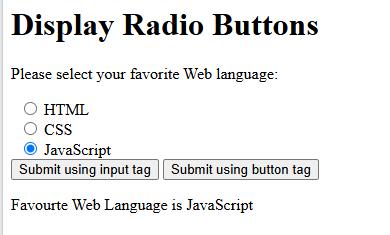 Display Radio Buttons
Please select your favorite Web language:
HTML
CSS
JavaScript
Submit using input tag Submit using button tag
Favourte Web Language is JavaScript